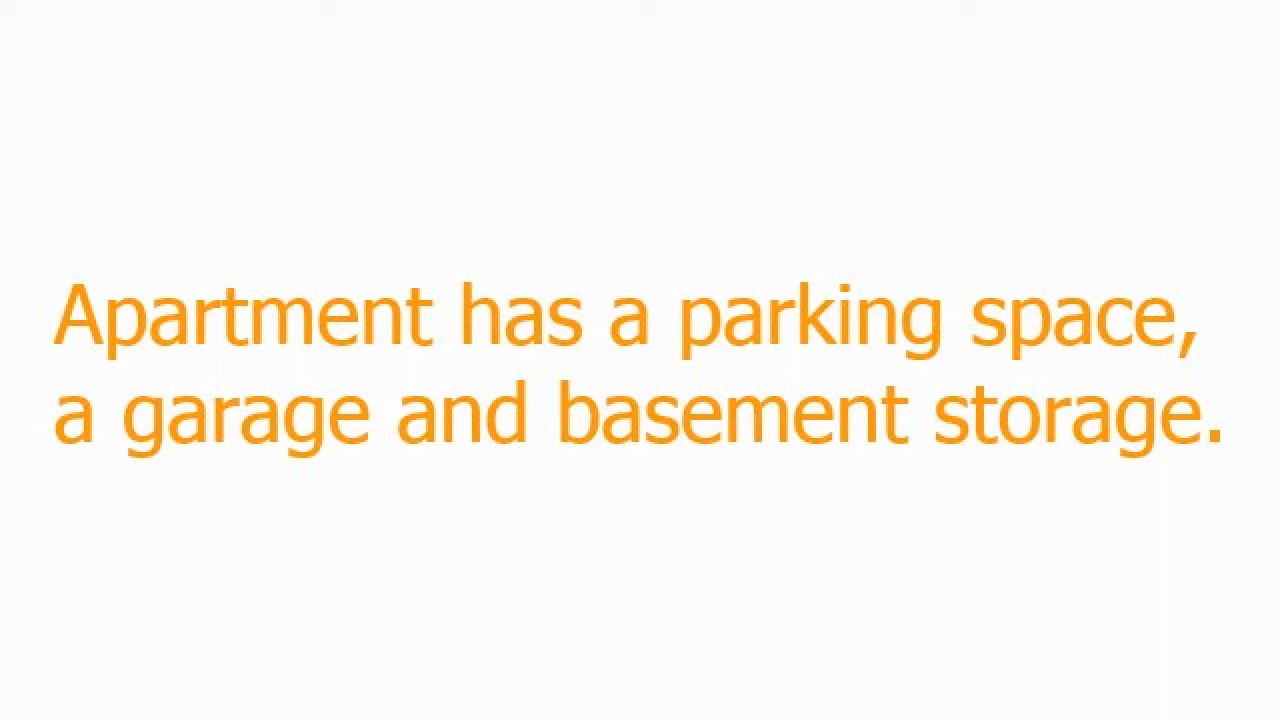 Apartment has a parking space,
a garage and basement storage.